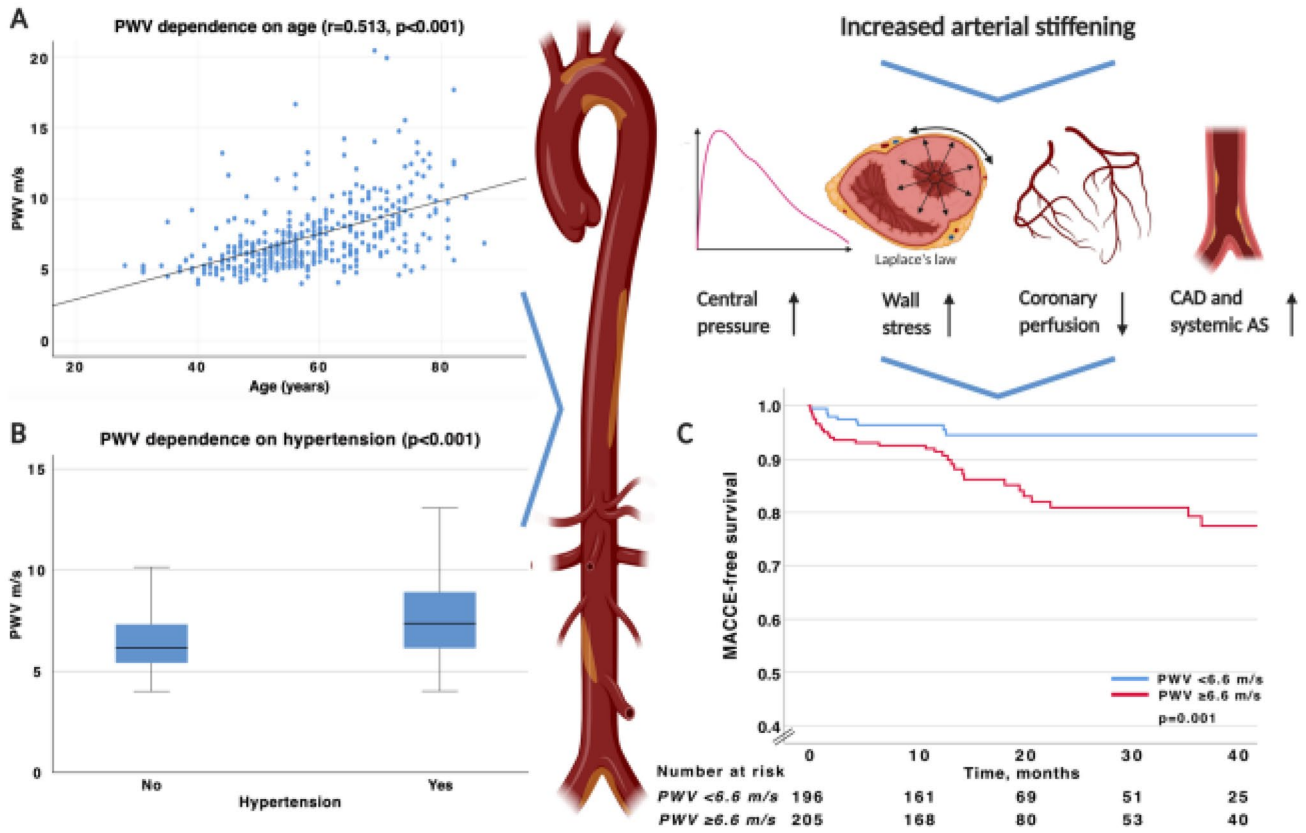 A
PWV dependence on age (r=0.513, p<0.001)
20
15
10
5
0
PWV m/s
20 40 60 80
Age (years)
B
PWV dependence on hypertension (p<0.001)
15
10
5
0
PWV m/s
No Yes
Hypertension
Increased arterial stiffening
Laplace's law
Central
pressure
Wall
stress
Coronary
perfusion
CAD and
systemic AS
C
1.0
0.9
0.8
0.7
0.6
0.5
0.4
MACCE-free survival
PWV <6.6 m/s
PWV ≥6.6 m/s
p=0.001
0 10 20 30 40
Time, months
Number at risk
PWV <6.6 m/s 196 161 69 51 25
PWV ≥6.6 m/s 205 168 80 53 40